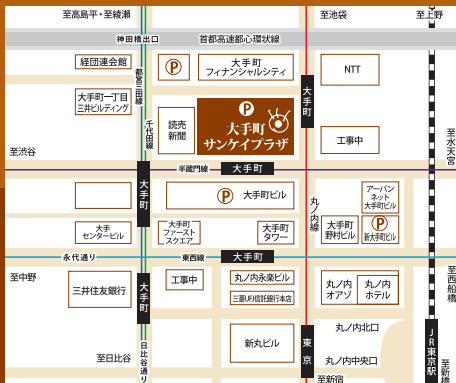 至高島平・至綾瀬
至池袋
至上野
神田橋出口
首都高速都心環状線
経団連会館
P
大手町
フィナンシャルシティ
NTT
都営三田線
大手町一丁目
三井ビルディング
千代田線
読売
新聞
P
大手町
サンケイプラザ
大手町
工事中
至渋谷
至水天宮
半蔵門線
大手町
大手町
P
大手町ビル
丸ノ内線
アーバン
ネット
大手町ビル
大手
センタービル
大手町
ファースト
スクエア
大手町
タワー
大手町
野村ビル
P
新大手町ビル
永代通り
東西線
大手町
至中野
至西船橋
三井住友銀行
大手町
工事中
丸ノ内永楽ビル
三菱UFJ信託銀行本店
丸ノ内
オアゾ
丸ノ内
ホテル
新丸ビル
東京
丸ノ内北口
丸ノ内中央口
JR東京駅
至日比谷
日比谷通り
至新宿
至新橋